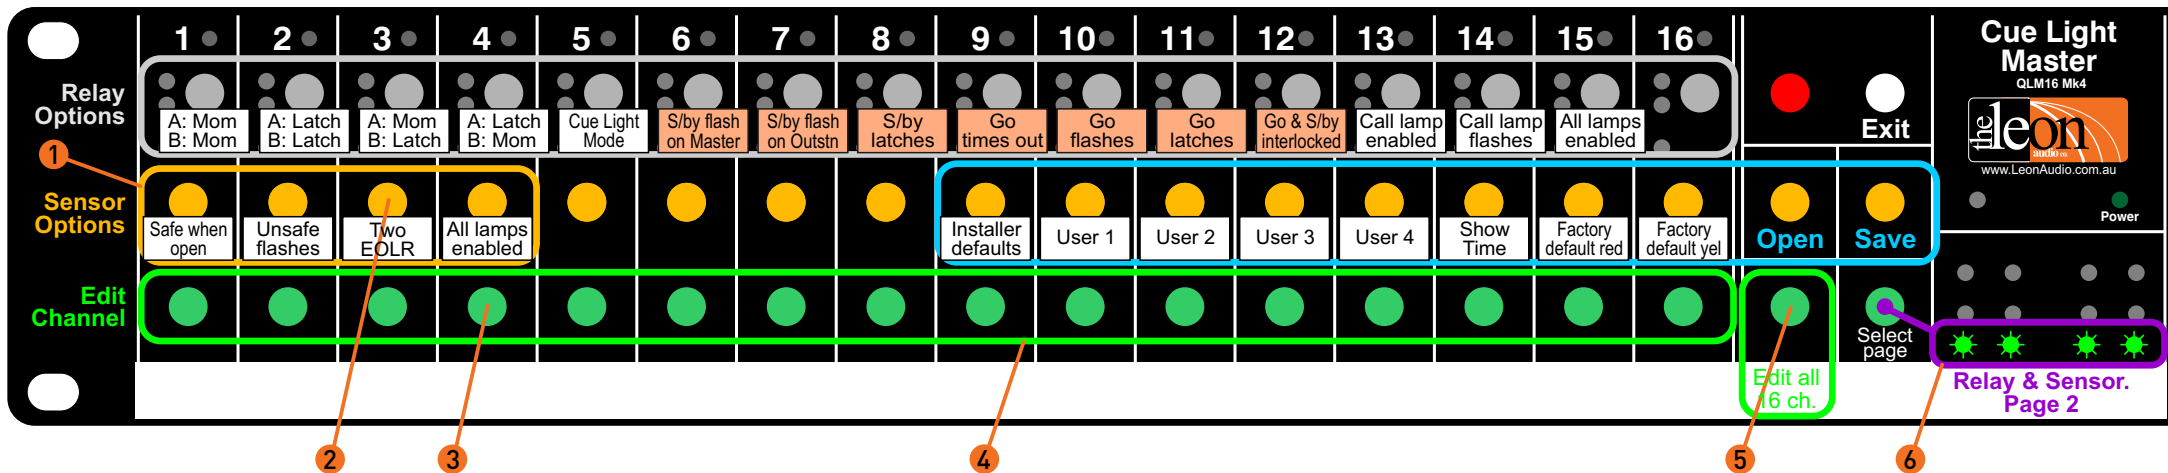 1 2 3 4 5 6 7 8 9 10 11 12 13 14 15 16
Cue Light
Master
QLM16 Mk4
Relay
Options
A: Mom
B: Mom
A: Latch
B: Latch
A: Mom
B: Latch
A: Latch
B: Mom
Cue Light
Mode
S/by flash
on Master
S/by flash
on Outstn
S/by
latches
Go
times out
Go
flashes
Go
latches
Go & S/by
interlocked
Call lamp
enabled
Call lamp
flashes
All lamps
enabled
Exit
the leon
audio co.
www.LeonAudio.com.au
1
Sensor
Options
Safe when
open
Unsafe
flashes
Two
EOLR
All lamps
enabled
Installer
defaults
User 1
User 2
User 3
User 4
Show
Time
Factory
default red
Factory
default yel
Open
Save
Power
Edit
Channel
Select
page
Edit all
16 ch.
Relay & Sensor.
Page 2
2 3 4 5 6